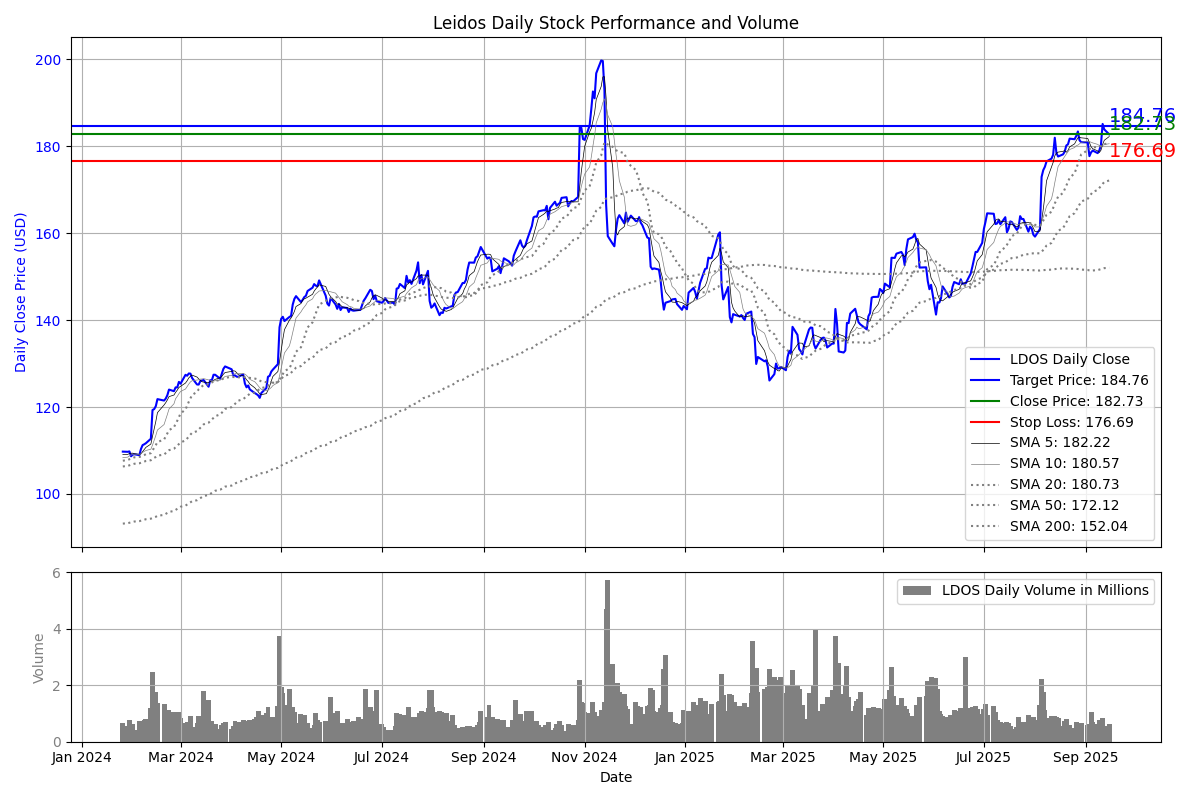 Leidos Daily Stock Performance and Volume
Daily Close Price (USD)
200
180
160
140
120
100
184.76
182.73
176.69
LDOS Daily Close
Target Price: 184.76
Close Price: 182.73
Stop Loss: 176.69
SMA 5: 182.22
SMA 10: 180.57
SMA 20: 180.73
SMA 50: 172.12
SMA 200: 152.04
Volume
6
4
2
0
LDOS Daily Volume in Millions
Jan 2024 Mar 2024 May 2024 Jul 2024 Sep 2024 Nov 2024 Jan 2025 Mar 2025 May 2025 Jul 2025 Sep 2025
Date